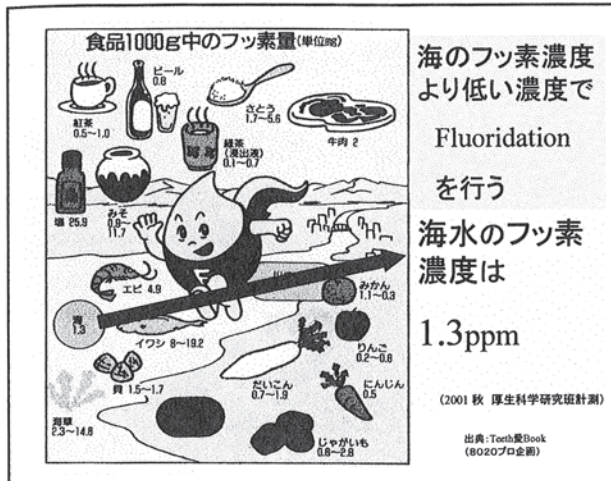 食品1000g中のフッ素量(単位mg)
ビール
0.8
紅茶
0.5~1.0
さとう
1.7~5.6
緑茶
(浸出液)
0.1~0.7
牛肉 2
塩 25.9
みそ
0.9~
11.7
エビ 4.9
海
1.3
みかん
1.1~0.3
イワシ 8~19.2
りんご
0.2~0.8
貝 1.5~1.7
だいこん
0.7~1.9
にんじん
0.5
海草
2.3~14.8
じゃがいも
0.8~2.8
海のフッ素濃度
より低い濃度で
Fluoridation
を行う
海水のフッ素
濃度は
1.3ppm
(2001 秋 厚生科学研究班計測)
出典:Teeth愛Book
(8020プロ企画)